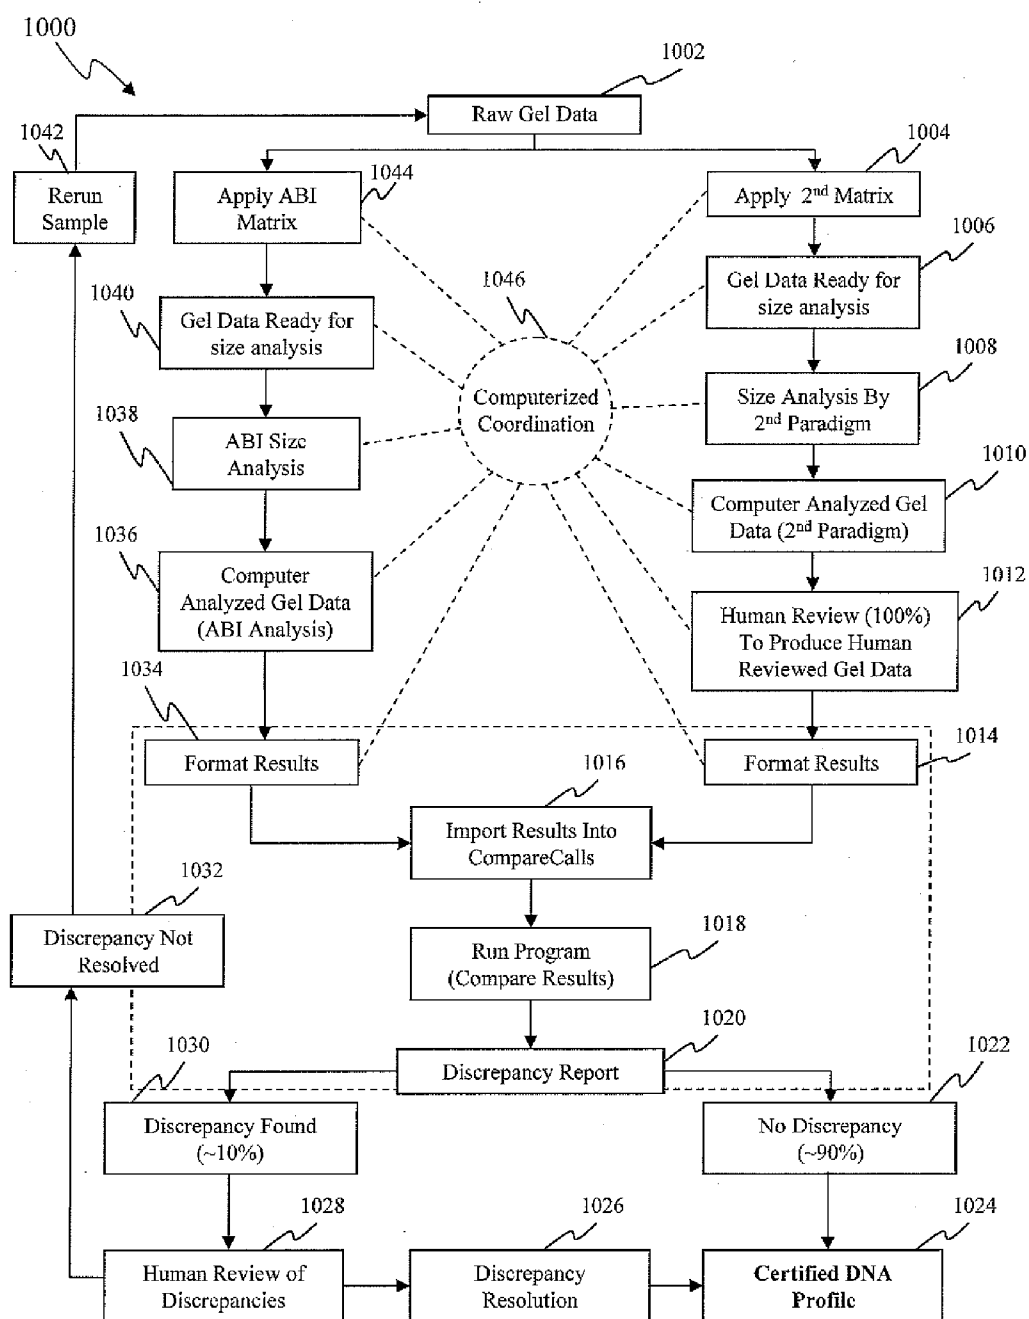 1000
1002
Raw Gel Data
1042
Rerun
Sample
1044
Apply ABI
Matrix
1004
Apply 2nd Matrix
1006
Gel Data Ready for
size analysis
1040
Gel Data Ready for
size analysis
1046
Computerized
Coordination
1008
Size Analysis By
2nd Paradigm
1038
ABI Size
Analysis
1010
Computer Analyzed Gel
Data (2nd Paradigm)
1036
Computer
Analyzed Gel Data
(ABI Analysis)
1012
Human Review (100%)
To Produce Human
Reviewed Gel Data
1034
Format Results
1014
Format Results
1016
Import Results Into
CompareCalls
1032
Discrepancy Not
Resolved
1018
Run Program
(Compare Results)
1020
Discrepancy Report
1030
Discrepancy Found
(~10%)
1022
No Discrepancy
(~90%)
1028
Human Review of
Discrepancies
1026
Discrepancy
Resolution
1024
Certified DNA
Profile